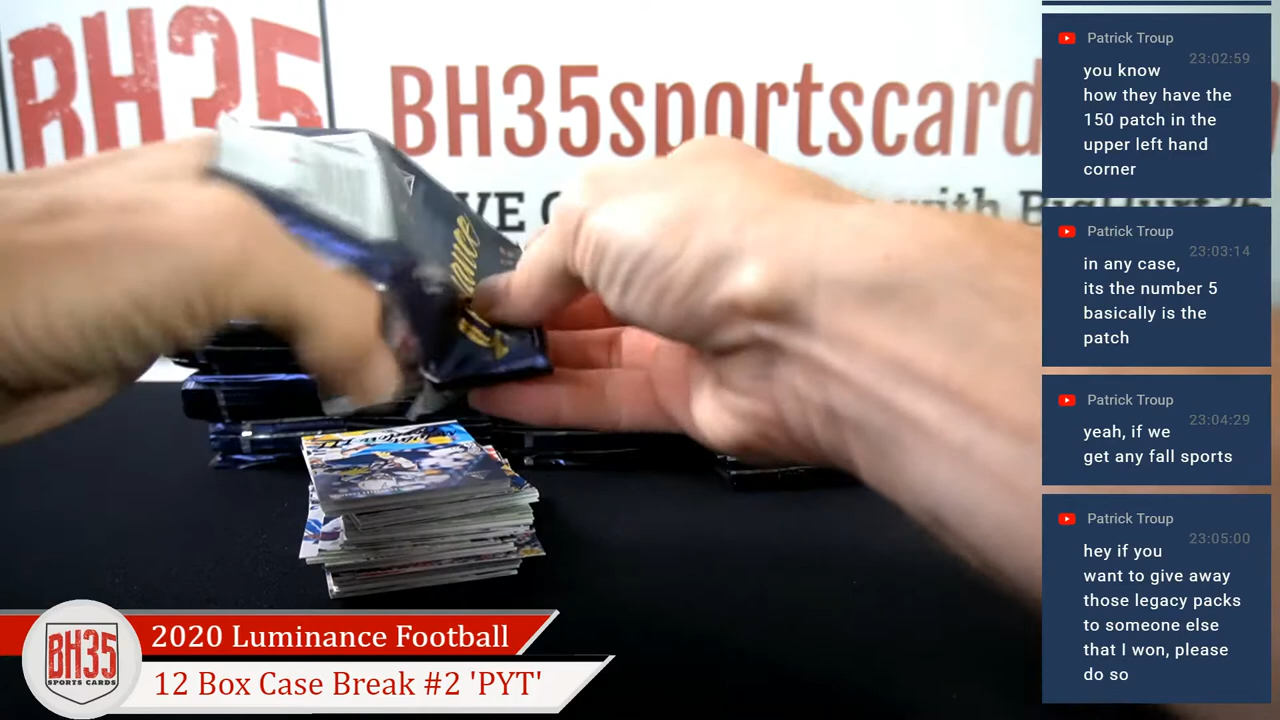 BH35
BH35sportscard
VE
with
Patrick Troup
23:02:59
you know
how they have the
150 patch in the
upper left hand
corner
Patrick Troup
23:03:14
in any case,
its the number 5
basically is the
patch
Patrick Troup
23:04:29
yeah, if we
get any fall sports
Patrick Troup
23:05:00
hey if you
want to give away
those legacy packs
to someone else
that I won, please
do so
BH35
SPORTS CARDS
2020 Luminance Football
12 Box Case Break #2 'PYT'